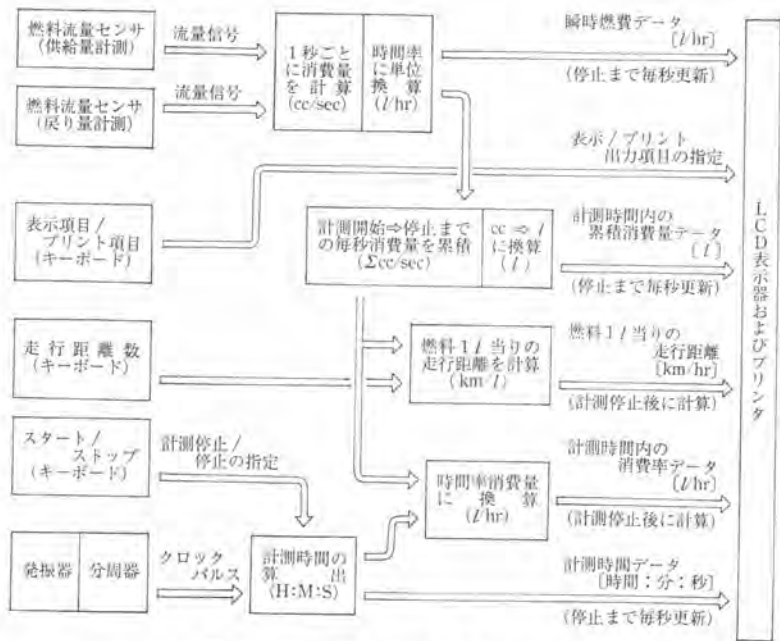 燃料流量センサ
(供給量計測)
流量信号
燃料流量センサ
(戻り量計測)
流量信号
1秒ごと
に消費量
を計算
(cc/sec)
時間率
に単位
換算
(l/hr)
瞬時燃費データ
[l/hr]
(停止まで毎秒更新)
表示/プリント
出力項目の指定
表示項目/
プリント項目
(キーボード)
計測開始⇒停止まで
の毎秒消費量を累積
(Σcc/sec)
cc ⇒ l
に換算
(l)
計測時間内の
累積消費量データ
[l]
(停止まで毎秒更新)
走行距離数
(キーボード)
燃料1l当りの
走行距離を計算
(km/l)
燃料1l当りの
走行距離
[km/hr]
(計測停止後に計算)
スタート/
ストップ
(キーボード)
計測停止/
停止の指定
時間率消費量
に換算
(l/hr)
計測時間内の
消費率データ
[l/hr]
(計測停止後に計算)
発振器
分周器
クロック
パルス
計測時間の
算出
(H:M:S)
計測時間データ
[時間:分:秒]
(停止まで毎秒更新)
LCD表示器およびプリンタ